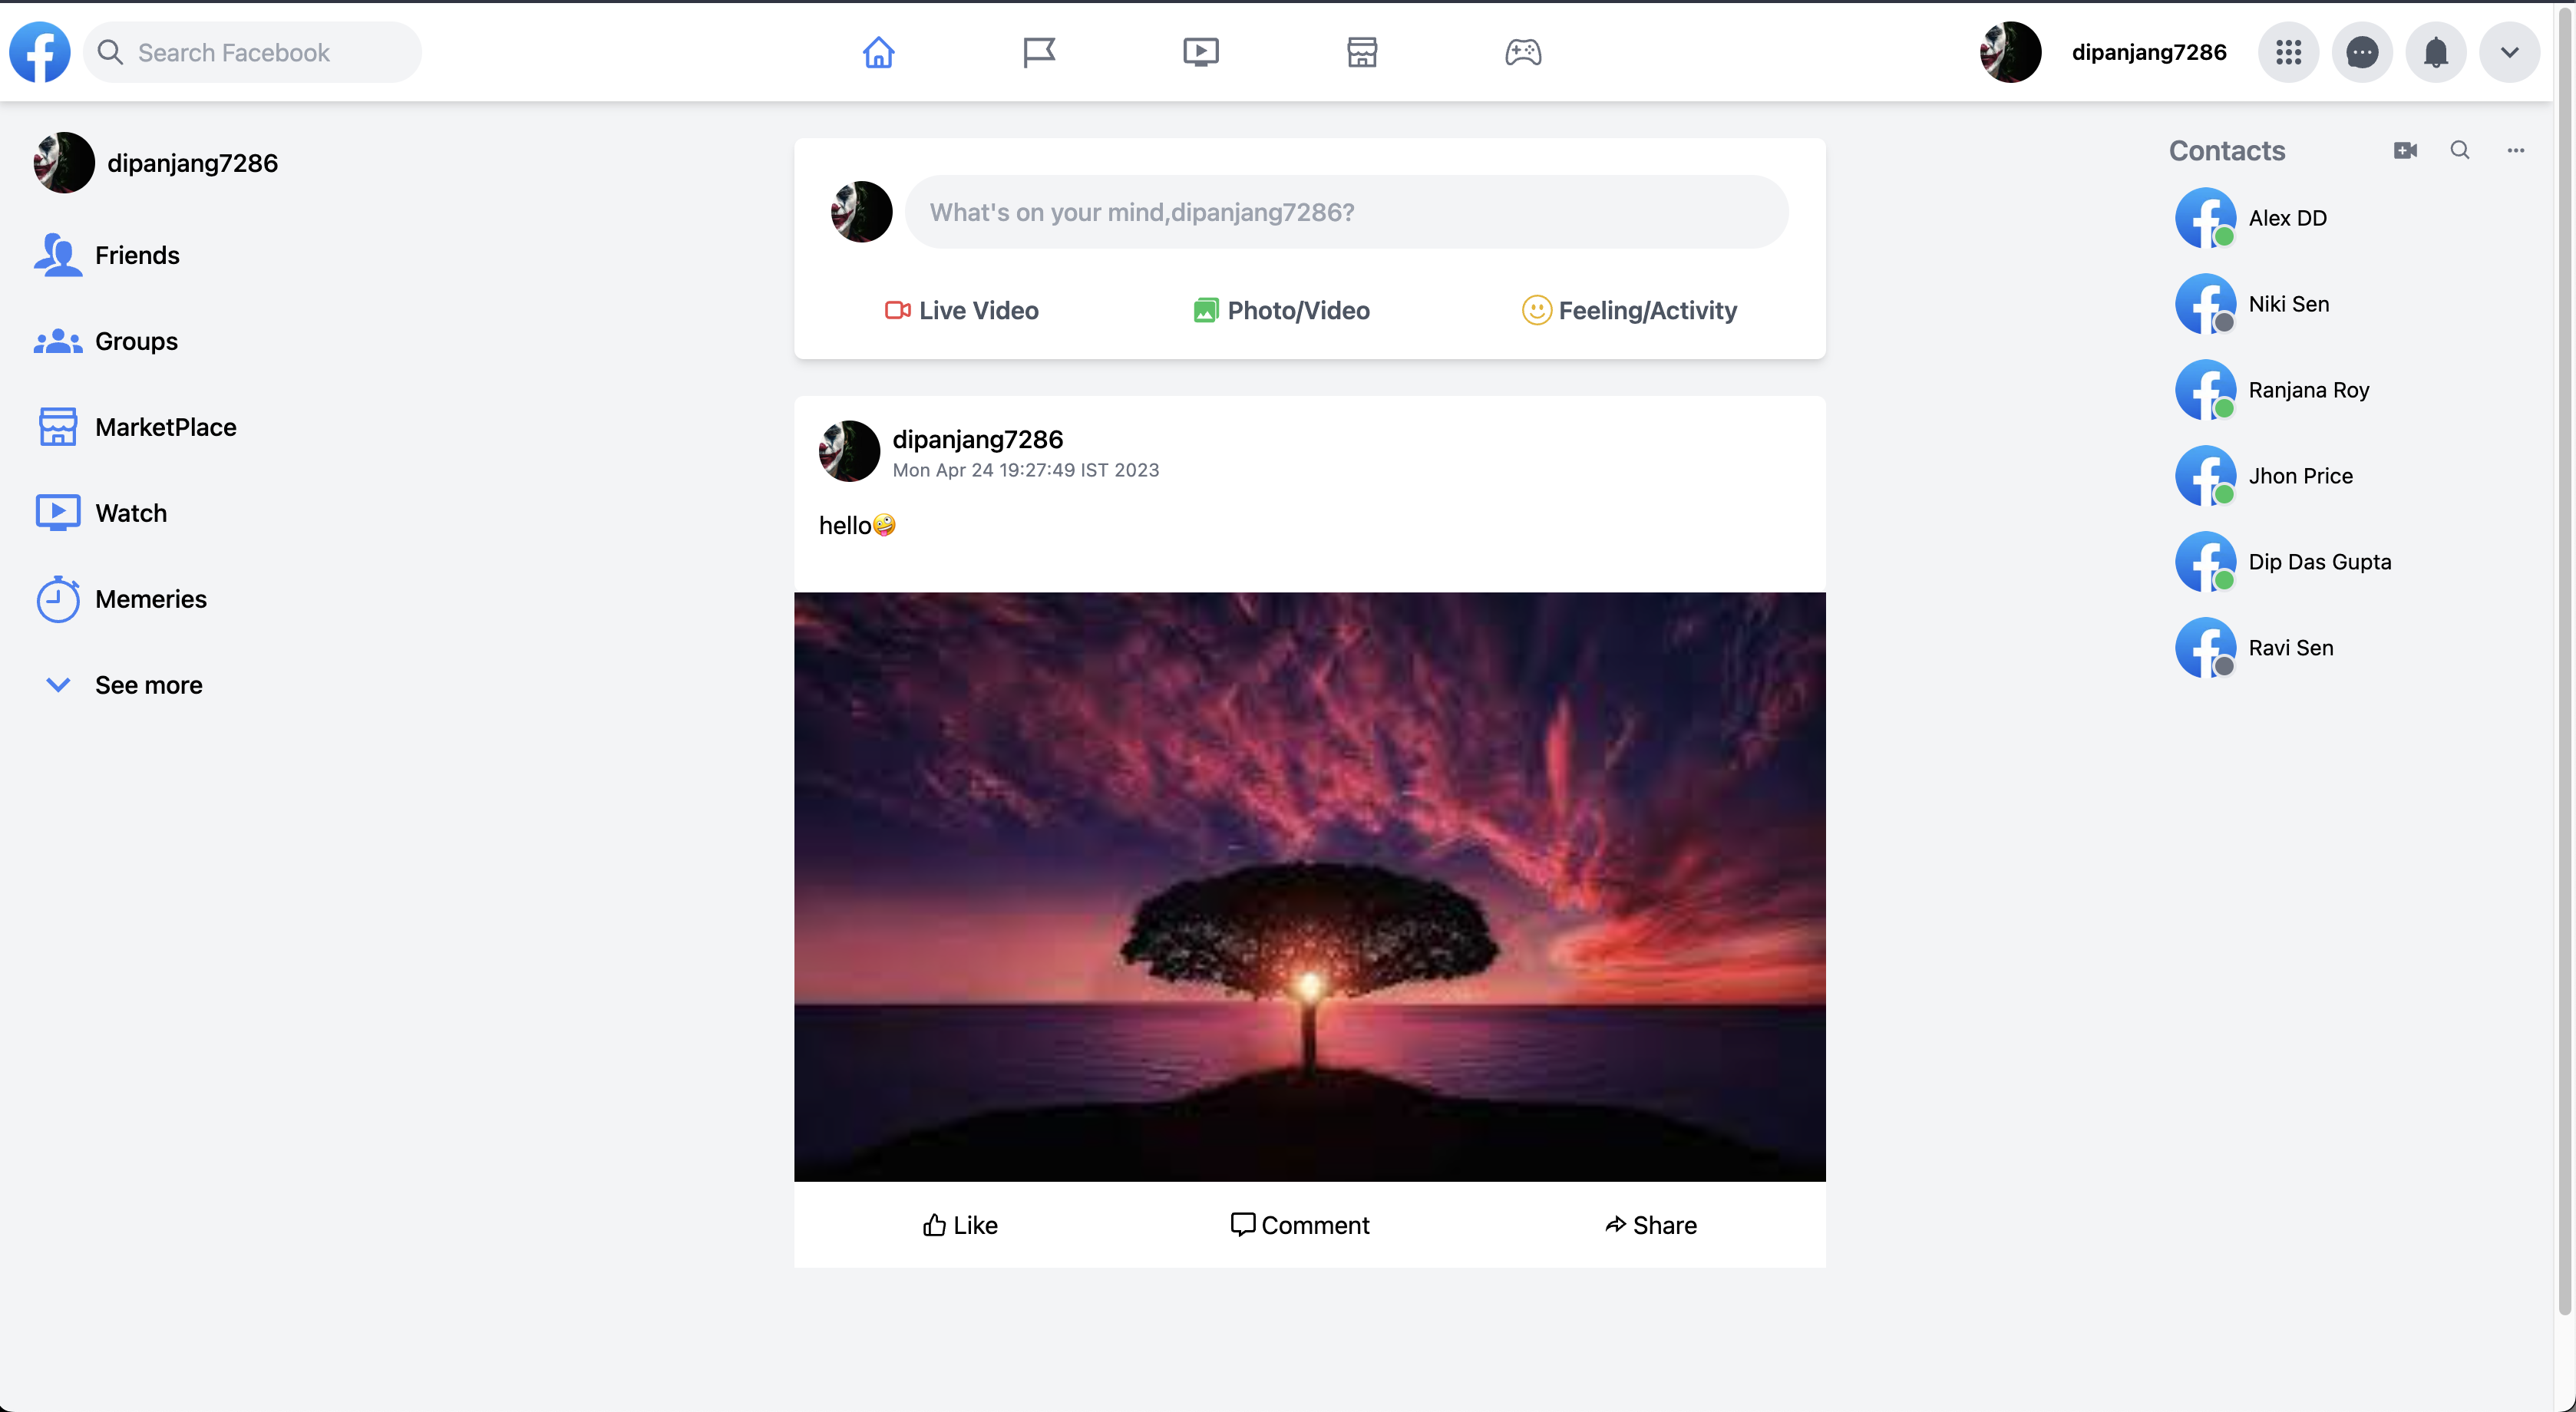 Search Facebook
dipanjang7286
dipanjang7286
Friends
Groups
MarketPlace
Watch
Memeries
See more
What's on your mind,dipanjang7286?
Live Video
Photo/Video
Feeling/Activity
dipanjang7286
Mon Apr 24 19:27:49 IST 2023
hello🤪
Like
Comment
Share
Contacts
Alex DD
Niki Sen
Ranjana Roy
Jhon Price
Dip Das Gupta
Ravi Sen